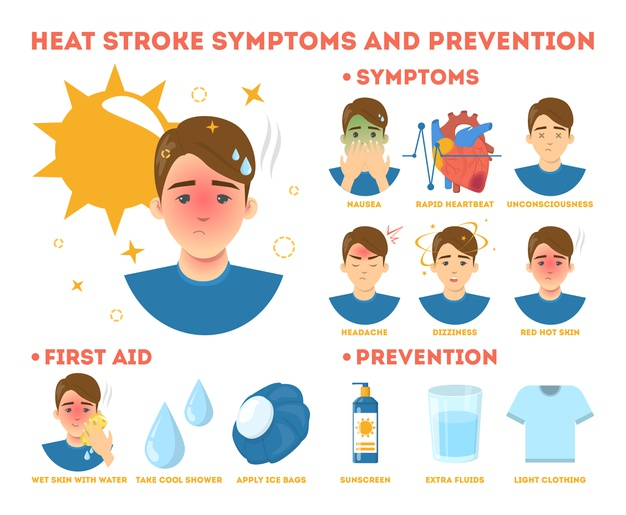 HEAT STROKE SYMPTOMS AND PREVENTION
• SYMPTOMS
NAUSEA
RAPID HEARTBEAT
UNCONSCIOUSNESS
HEADACHE
DIZZINESS
RED HOT SKIN
• FIRST AID
WET SKIN WITH WATER
TAKE COOL SHOWER
APPLY ICE BAGS
• PREVENTION
SUNSCREEN
EXTRA FLUIDS
LIGHT CLOTHING